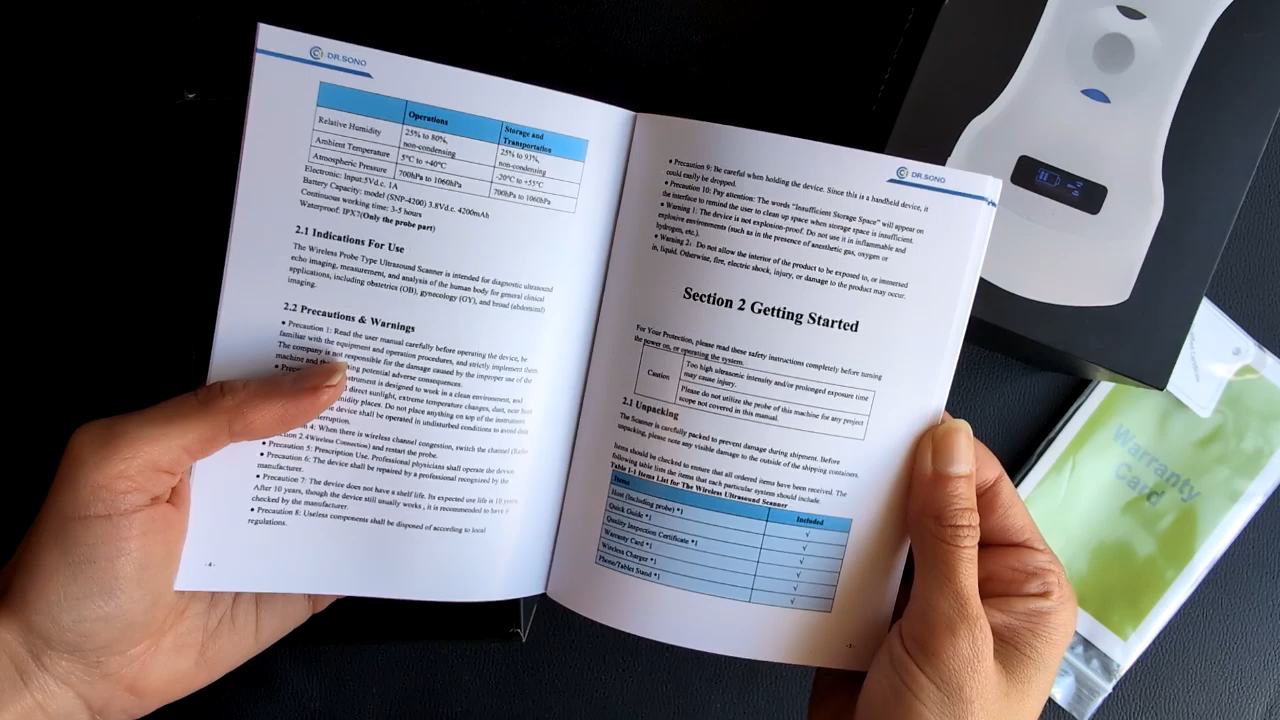 DR.SONO
Operations
Storage and
Transportation
Relative Humidity
25% to 80%,
non-condensing
25% to 93%,
non-condensing
Ambient Temperature
5°C to +40°C
-20°C to +55°C
Atmospheric Pressure
700hPa to 1060hPa
700hPa to 1060hPa
Electronic: Input:5Vd.c. 1A
Battery Capacity: model (SNP-4200) 3.8Vd.c. 4200mAh
Continuous working time: 3-5 hours
Waterproof: IPX7(Only the probe part)
2.1 Indications For Use
The Wireless Probe Type Ultrasound Scanner is intended for diagnostic ultrasound
echo imaging, measurement, and analysis of the human body for general clinical
applications, including obstetrics (OB), gynecology (GY), and broad (abdominal)
imaging.
2.2 Precautions & Warnings
● Precaution 1: Read the user manual carefully before operating the device, be
familiar with the equipment and operation procedures, and strictly implement them
The company is not responsible for the damage caused by the improper use of the
machine and the potential adverse consequences.
instrument is designed to work in a clean environment, and
direct sunlight, extreme temperature changes, dust, near
places. Do not place anything on top of the instrument
device shall be operated in undisturbed conditions to avoid data
4: When there is wireless channel congestion, switch the channel
2.4Wireless Connection) and restart the probe.
● Precaution 5: Prescription Use. Professional physicians shall operate the device
● Precaution 6: The device shall be repaired by a professional recognized by the
manufacturer.
● Precaution 7: The device does not have a shelf life. Its expected use life is 10 years
After 10 years, though the device still usually works, it is recommended to have it
checked by the manufacturer.
● Precaution 8: Useless components shall be disposed of according to local
regulations.
- 4 -
DR.SONO
● Precaution 9: Be careful when holding the device. Since this is a handheld device, it
could easily be dropped.
● Precaution 10: Pay attention: The words "Insufficient Storage Space" will appear on
the interface to remind the user to clean up space when storage space is insufficient.
● Warning 1: The device is not explosion-proof. Do not use it in inflammable and
explosive environments (such as in the presence of anesthetic gas, oxygen or
hydrogen, etc.).
● Warning 2: Do not allow the interior of the product to be exposed to, or immersed
in, liquid. Otherwise, fire, electric shock, injury, or damage to the product may occur.
Section 2 Getting Started
For Your Protection, please read these safety instructions completely before turning
the power on, or operating the system.
Caution
Too high ultrasonic intensity and/or prolonged exposure time
may cause injury.
Please do not utilize the probe of this machine for any project
scope not covered in this manual.
2.1 Unpacking
The Scanner is carefully packed to prevent damage during shipment. Before
unpacking, please note any visible damage to the outside of the shipping containers.
Items should be checked to ensure that all ordered items have been received. The
following table lists the items that each particular system should include.
Table 1-1 Items List for The Wireless Ultrasound Scanner
Items
Included
Host (Including probe) *1
√
Quick Guide *1
√
Quality Inspection Certificate *1
√
Warranty Card *1
√
Wireless Charger *1
√
Phone/Tablet Stand *1
√
Warranty
Card